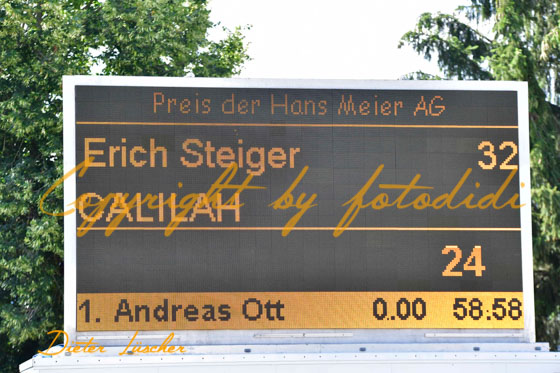 Preis der Hans Meier AG
Erich Steiger 32
Copyright by fotodidi
CALILAH
24
1. Andreas Ott 0.00 58.58
Dieter Lüscher